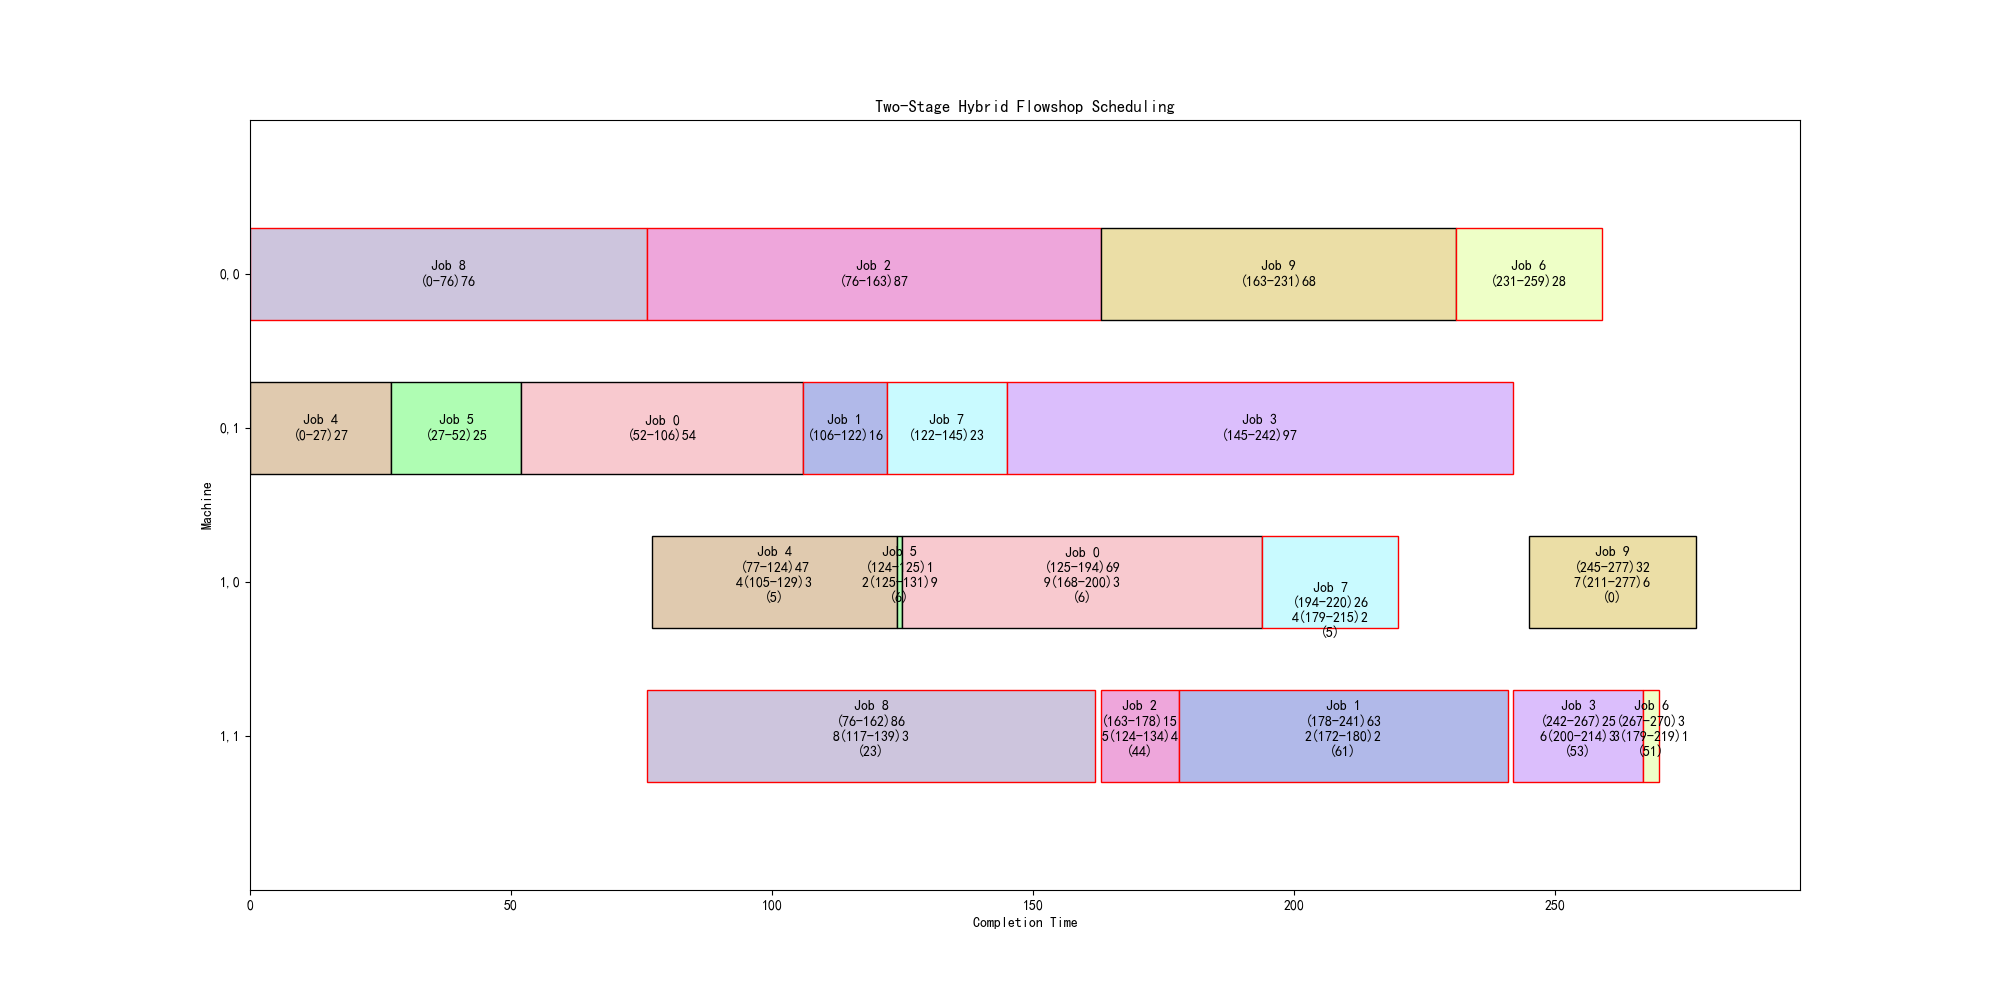 Two-Stage Hybrid Flowshop Scheduling
0,0
Job 8
(0-76)76
Job 2
(76-163)87
Job 9
(163-231)68
Job 6
(231-259)28
0,1
Job 4
(0-27)27
Job 5
(27-52)25
Job 0
(52-106)54
Job 1
(106-122)16
Job 7
(122-145)23
Job 3
(145-242)97
Machine
1,0
Job 4
(77-124)47
4(105-129)3
(5)
Job 5
(124-125)1
2(125-131)9
(6)
Job 0
(125-194)69
9(168-200)3
(6)
Job 7
(194-220)26
4(179-215)2
(5)
Job 9
(245-277)32
7(211-277)6
(0)
1,1
Job 8
(76-162)86
8(117-139)3
(23)
Job 2
(163-178)15
5(124-134)4
(44)
Job 1
(178-241)63
2(172-180)2
(61)
Job 3
(242-267)25
6(200-214)3
(53)
Job 6
(267-270)3
3(179-219)1
(51)
0
50
100
150
200
250
Completion Time